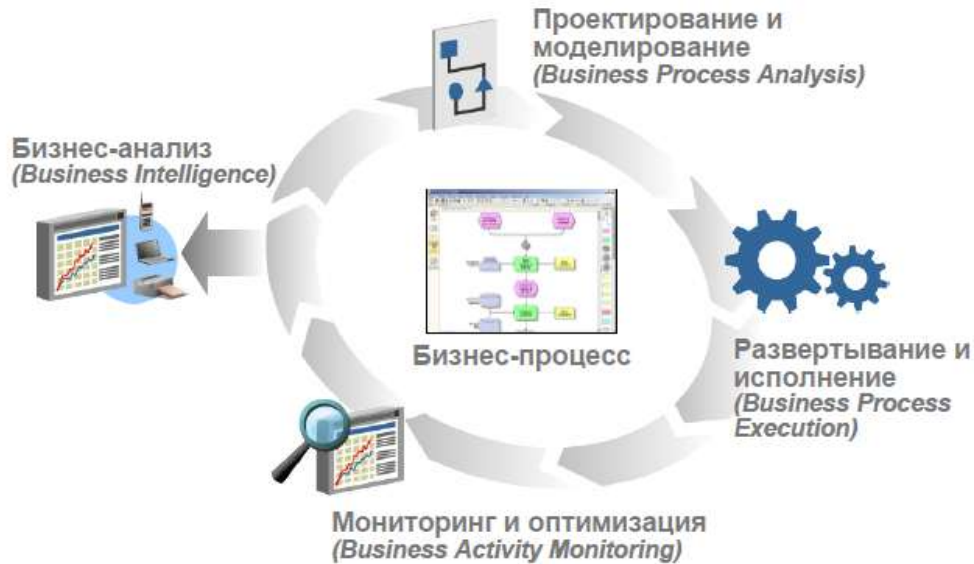 Проектирование и
моделирование
(Business Process Analysis)
Бизнес-анализ
(Business Intelligence)
Бизнес-процесс
Развертывание и
исполнение
(Business Process
Execution)
Мониторинг и оптимизация
(Business Activity Monitoring)